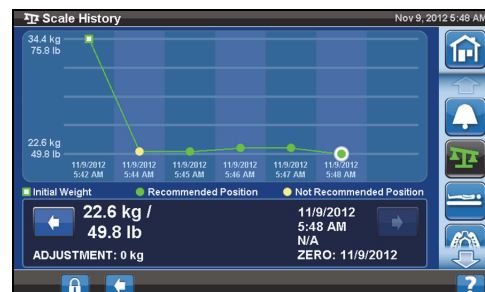 Scale History
Nov 9, 2012 5:48 AM
34.4 kg
75.8 lb
22.6 kg
49.8 lb
11/9/2012 11/9/2012 11/9/2012 11/9/2012 11/9/2012 11/9/2012
5:42 AM 5:44 AM 5:45 AM 5:46 AM 5:47 AM 5:48 AM
Initial Weight Recommended Position Not Recommended Position
22.6 kg /
49.8 lb
ADJUSTMENT: 0 kg
11/9/2012
5:48 AM
N/A
ZERO: 11/9/2012
?